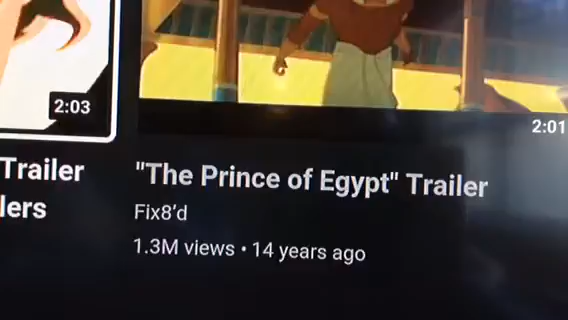 2:03
2:01
Trailer
lers
"The Prince of Egypt" Trailer
Fix8'd
1.3M views • 14 years ago